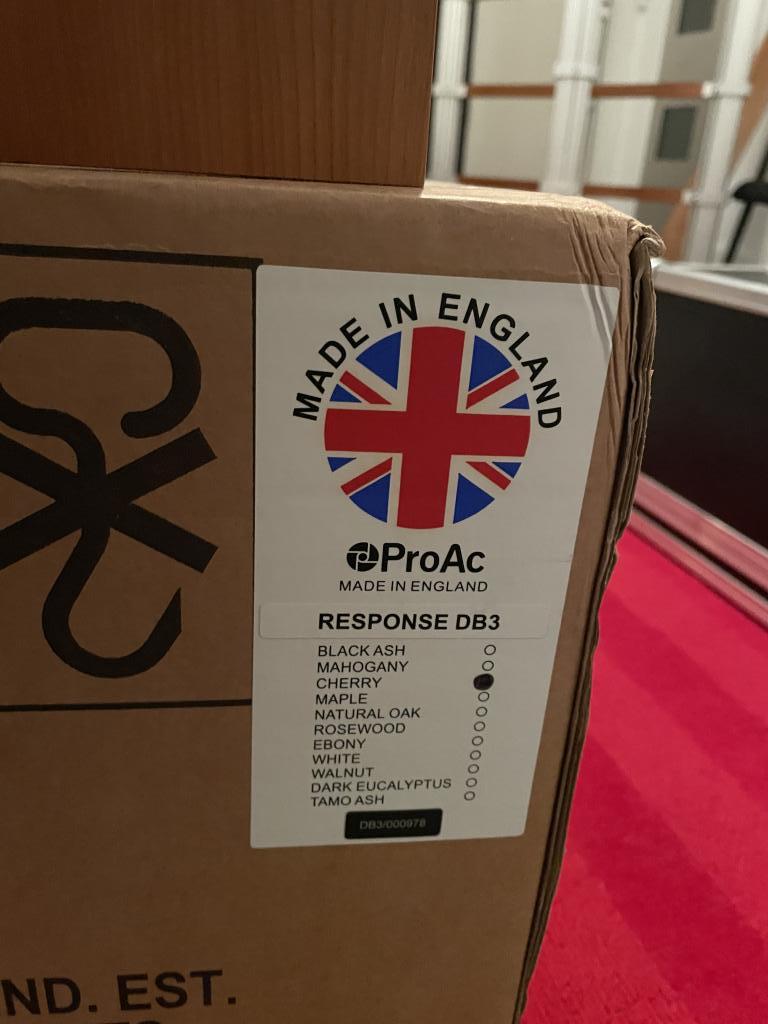 MADE IN ENGLAND
ProAc
MADE IN ENGLAND
RESPONSE DB3
BLACK ASH
MAHOGANY
CHERRY
MAPLE
NATURAL OAK
ROSEWOOD
EBONY
WHITE
WALNUT
DARK EUCALYPTUS
TAMO ASH
DB3/000978
ND. EST.